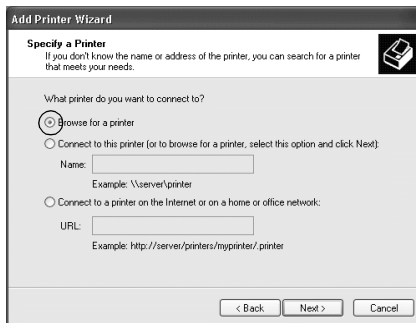 Add Printer Wizard
Specify a Printer
If you don't know the name or address of the printer, you can search for a printer
that meets your needs.
What printer do you want to connect to?
Browse for a printer
Connect to this printer (or to browse for a printer, select this option and click Next):
Name:
Example: \\server\printer
Connect to a printer on the Internet or on a home or office network:
URL:
Example: http://server/printers/myprinter/.printer
< Back Next > Cancel